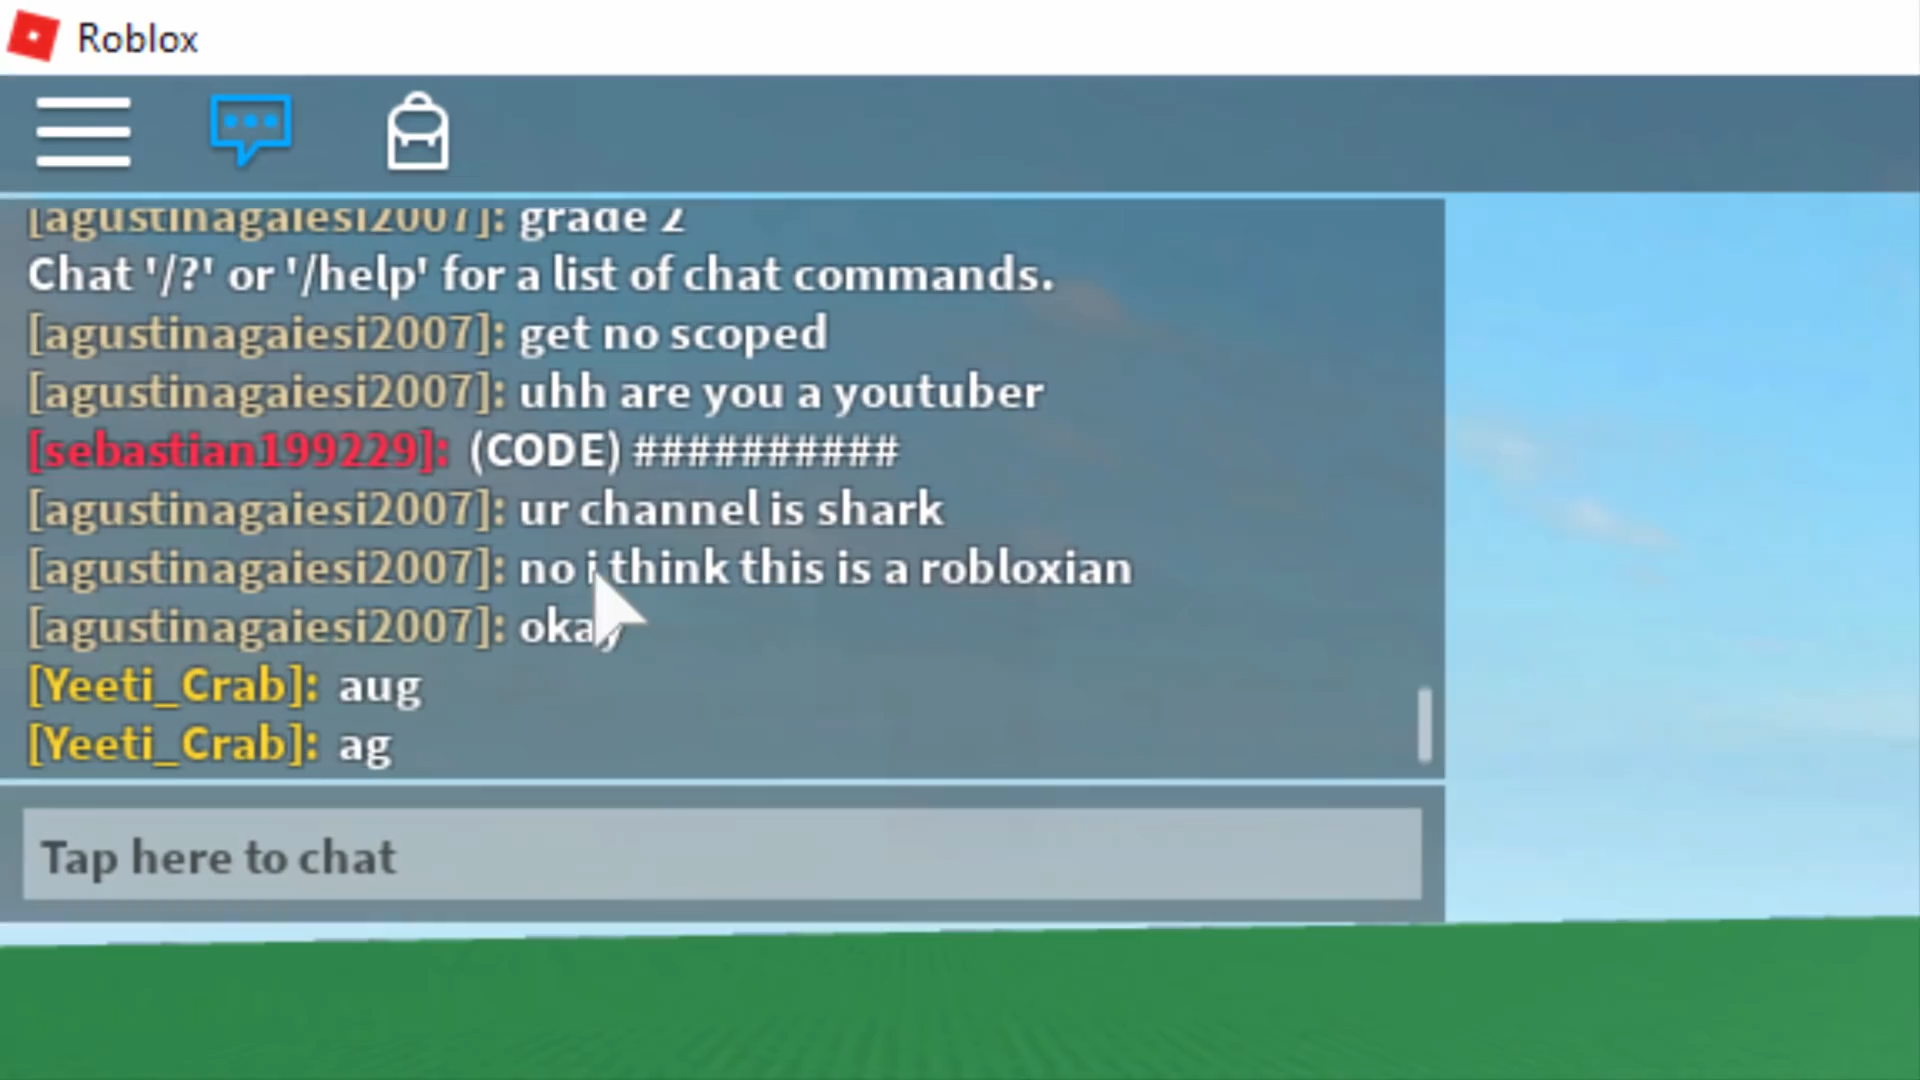 Roblox
[agustinagaiesi2007]: grade 2
Chat '/?' or '/help' for a list of chat commands.
[agustinagaiesi2007]: get no scoped
[agustinagaiesi2007]: uhh are you a youtuber
[sebastian199229]: (CODE) ##########
[agustinagaiesi2007]: ur channel is shark
[agustinagaiesi2007]: no i think this is a robloxian
[agustinagaiesi2007]: okay
[Yeeti_Crab]: aug
[Yeeti_Crab]: ag
Tap here to chat